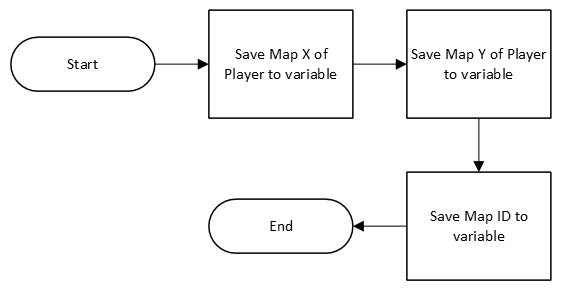 Start
Save Map X of
Player to variable
Save Map Y of Player
to variable
Save Map ID to
variable
End